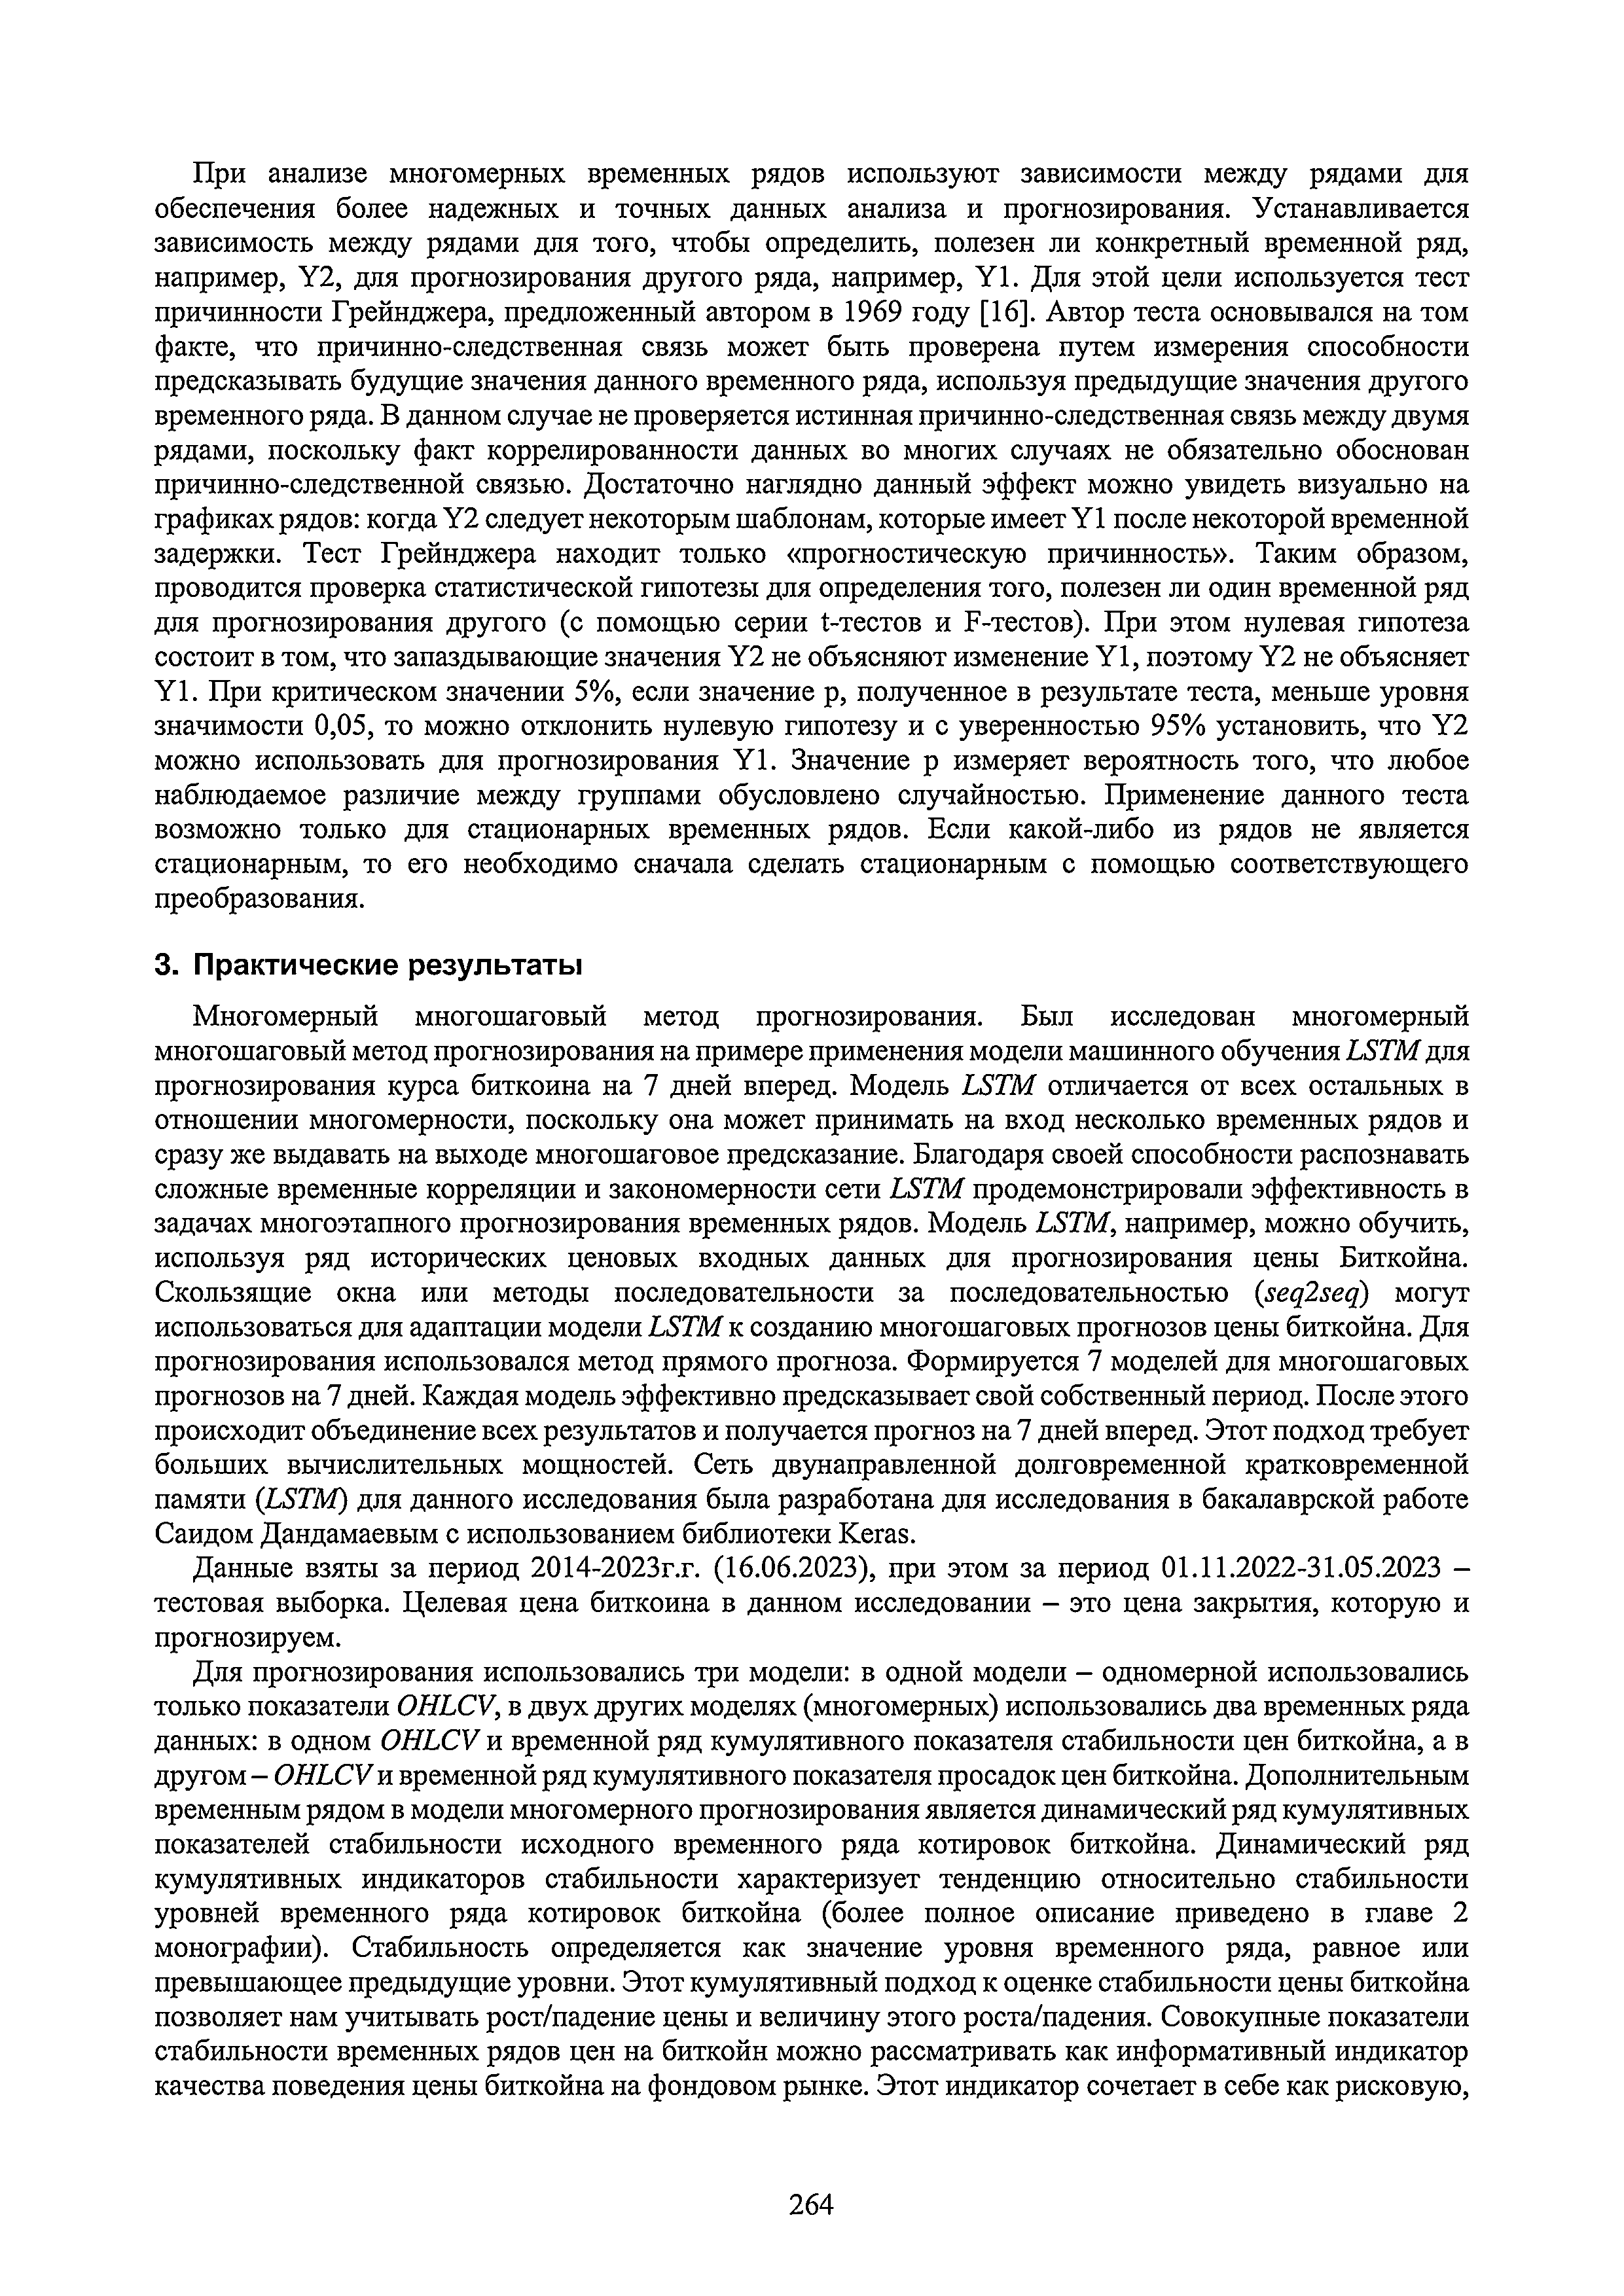 При анализе многомерных временных рядов используют зависимости между рядами для
обеспечения более надежных и точных данных анализа и прогнозирования. Устанавливается
зависимость между рядами для того, чтобы определить, полезен ли конкретный временной ряд,
например, Y2, для прогнозирования другого ряда, например, Y1. Для этой цели используется тест
причинности Грейнджера, предложенный автором в 1969 году [16]. Автор теста основывался на том
факте, что причинно-следственная связь может быть проверена путем измерения способности
предсказывать будущие значения данного временного ряда, используя предыдущие значения другого
временного ряда. В данном случае не проверяется истинная причинно-следственная связь между двумя
рядами, поскольку факт коррелированности данных во многих случаях не обязательно обоснован
причинно-следственной связью. Достаточно наглядно данный эффект можно увидеть визуально на
графиках рядов: когда Y2 следует некоторым шаблонам, которые имеет Y1 после некоторой временной
задержки. Тест Грейнджера находит только «прогностическую причинность». Таким образом,
проводится проверка статистической гипотезы для определения того, полезен ли один временной ряд
для прогнозирования другого (с помощью серии t-тестов и F-тестов). При этом нулевая гипотеза
состоит в том, что запаздывающие значения Y2 не объясняют изменение Y1, поэтому Y2 не объясняет
Y1. При критическом значении 5%, если значение p, полученное в результате теста, меньше уровня
значимости 0,05, то можно отклонить нулевую гипотезу и с уверенностью 95% установить, что Y2
можно использовать для прогнозирования Y1. Значение p измеряет вероятность того, что любое
наблюдаемое различие между группами обусловлено случайностью. Применение данного теста
возможно только для стационарных временных рядов. Если какой-либо из рядов не является
стационарным, то его необходимо сначала сделать стационарным с помощью соответствующего
преобразования.
3. Практические результаты
Многомерный многошаговый метод прогнозирования. Был исследован многомерный
многошаговый метод прогнозирования на примере применения модели машинного обучения LSTM для
прогнозирования курса биткоина на 7 дней вперед. Модель LSTM отличается от всех остальных в
отношении многомерности, поскольку она может принимать на вход несколько временных рядов и
сразу же выдавать на выходе многошаговое предсказание. Благодаря своей способности распознавать
сложные временные корреляции и закономерности сети LSTM продемонстрировали эффективность в
задачах многоэтапного прогнозирования временных рядов. Модель LSTM, например, можно обучить,
используя ряд исторических ценовых входных данных для прогнозирования цены Биткойна.
Скользящие окна или методы последовательности за последовательностью (seq2seq) могут
использоваться для адаптации модели LSTM к созданию многошаговых прогнозов цены биткойна. Для
прогнозирования использовался метод прямого прогноза. Формируется 7 моделей для многошаговых
прогнозов на 7 дней. Каждая модель эффективно предсказывает свой собственный период. После этого
происходит объединение всех результатов и получается прогноз на 7 дней вперед. Этот подход требует
больших вычислительных мощностей. Сеть двунаправленной долговременной кратковременной
памяти (LSTM) для данного исследования была разработана для исследования в бакалаврской работе
Саидом Дандамаевым с использованием библиотеки Keras.
Данные взяты за период 2014-2023г.г. (16.06.2023), при этом за период 01.11.2022-31.05.2023 –
тестовая выборка. Целевая цена биткоина в данном исследовании – это цена закрытия, которую и
прогнозируем.
Для прогнозирования использовались три модели: в одной модели – одномерной использовались
только показатели OHLCV, в двух других моделях (многомерных) использовались два временных ряда
данных: в одном OHLCV и временной ряд кумулятивного показателя стабильности цен биткойна, а в
другом – OHLCV и временной ряд кумулятивного показателя просадок цен биткойна. Дополнительным
временным рядом в модели многомерного прогнозирования является динамический ряд кумулятивных
показателей стабильности исходного временного ряда котировок биткойна. Динамический ряд
кумулятивных индикаторов стабильности характеризует тенденцию относительно стабильности
уровней временного ряда котировок биткойна (более полное описание приведено в главе 2
монографии). Стабильность определяется как значение уровня временного ряда, равное или
превышающее предыдущие уровни. Этот кумулятивный подход к оценке стабильности цены биткойна
позволяет нам учитывать рост/падение цены и величину этого роста/падения. Совокупные показатели
стабильности временных рядов цен на биткойн можно рассматривать как информативный индикатор
качества поведения цены биткойна на фондовом рынке. Этот индикатор сочетает в себе как рисковую,
264